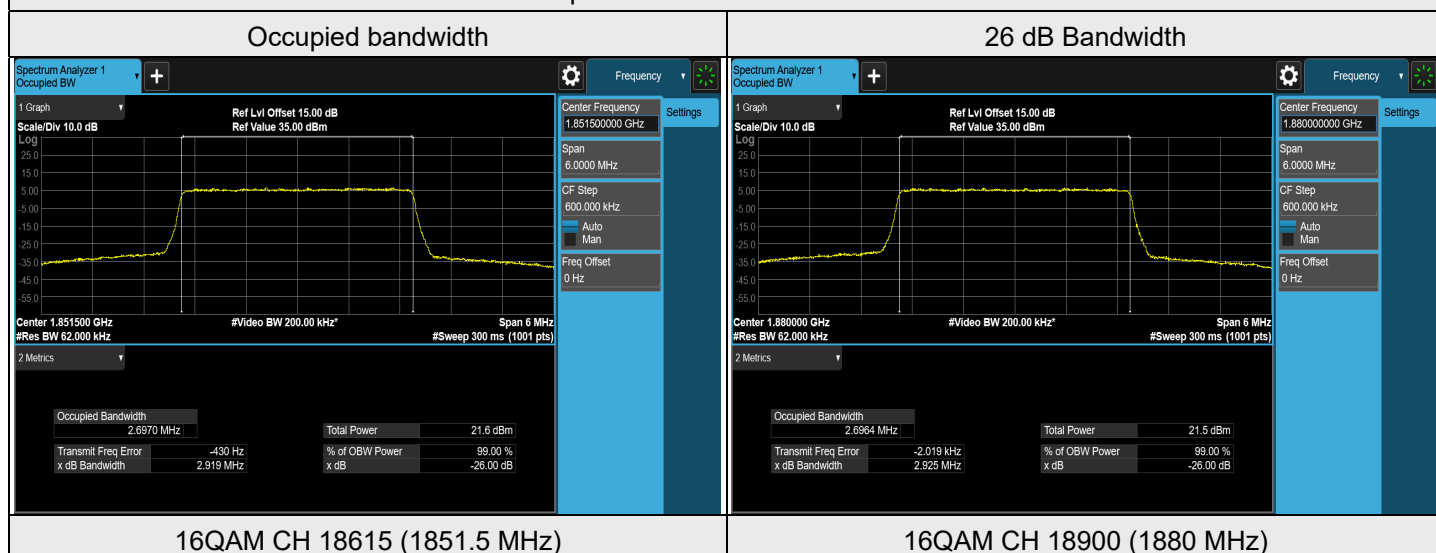 Occupied bandwidth
26 dB Bandwidth
Spectrum Analyzer 1
Occupied BW
+
Frequency
1 Graph
Scale/Div 10.0 dB
Ref Lvl Offset 15.00 dB
Ref Value 35.00 dBm
Log
25.0
15.0
5.00
-5.00
-15.0
-25.0
-35.0
-45.0
-55.0
Center 1.851500 GHz
#Res BW 62.000 kHz
#Video BW 200.00 kHz*
Span 6 MHz
#Sweep 300 ms (1001 pts)
Center Frequency
1.851500000 GHz
Settings
Span
6.0000 MHz
CF Step
600.000 kHz
Auto
Man
Freq Offset
0 Hz
2 Metrics
Occupied Bandwidth
2.6970 MHz
Total Power 21.6 dBm
Transmit Freq Error -430 Hz % of OBW Power 99.00 %
x dB Bandwidth 2.919 MHz x dB -26.00 dB
Spectrum Analyzer 1
Occupied BW
+
Frequency
1 Graph
Scale/Div 10.0 dB
Ref Lvl Offset 15.00 dB
Ref Value 35.00 dBm
Log
25.0
15.0
5.00
-5.00
-15.0
-25.0
-35.0
-45.0
-55.0
Center 1.880000 GHz
#Res BW 62.000 kHz
#Video BW 200.00 kHz*
Span 6 MHz
#Sweep 300 ms (1001 pts)
Center Frequency
1.880000000 GHz
Settings
Span
6.0000 MHz
CF Step
600.000 kHz
Auto
Man
Freq Offset
0 Hz
2 Metrics
Occupied Bandwidth
2.6964 MHz
Total Power 21.5 dBm
Transmit Freq Error -2.019 kHz % of OBW Power 99.00 %
x dB Bandwidth 2.925 MHz x dB -26.00 dB
16QAM CH 18615 (1851.5 MHz)
16QAM CH 18900 (1880 MHz)